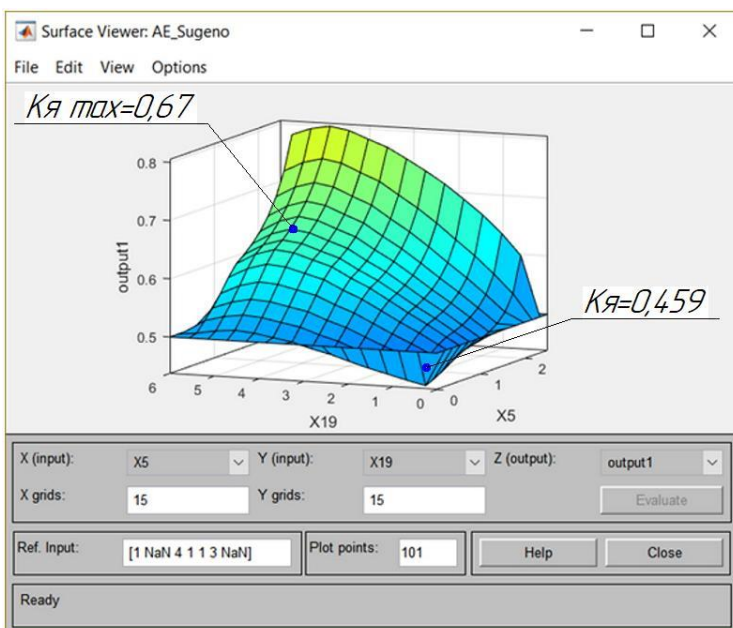 Surface Viewer: AE_Sugeno
File Edit View Options
Kя max=0,67
Kя=0,459
output1
0.8
0.7
0.6
0.5
6 5 4 3 2 1 0
X19
0 1 2
X5
X (input): X5 Y (input): X19 Z (output): output1
X grids: 15 Y grids: 15 Evaluate
Ref. Input: [1 NaN 4 1 1 3 NaN] Plot points: 101 Help Close
Ready